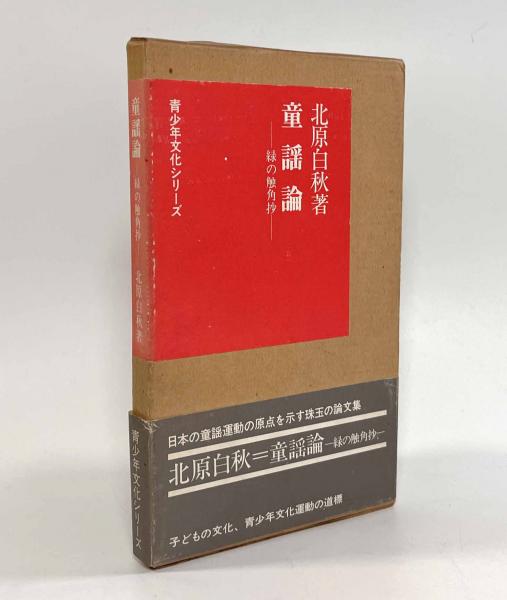 北原白秋著
童謡論
―緑の触角抄―
青少年文化シリーズ
童謡論 ―緑の触角抄― 北原白秋著
青少年文化シリーズ
日本の童謡運動の原点を示す珠玉の論文集
北原白秋＝童謡論―緑の触角抄―
子どもの文化、青少年文化運動の道標